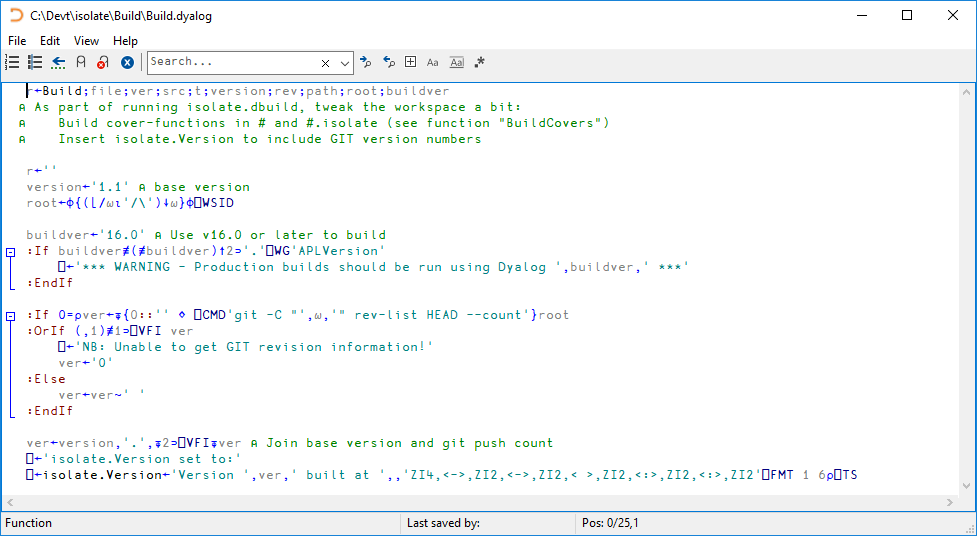 C:\Devt\isolate\Build\Build.dyalog
File Edit View Help
Search... Aa Aa .*
r←Build;file;ver;src;t;version;rev;path;root;buildver
⍝ As part of running isolate.dbuild, tweak the workspace a bit:
⍝    Build cover-functions in # and #.isolate (see function "BuildCovers")
⍝    Insert isolate.Version to include GIT version numbers
r←''
version←'1.1' ⍝ base version
root←⌽{(⌊/⍵⍳'/\')↓⍵}⌽⎕WSID
buildver←'16.0' ⍝ Use v16.0 or later to build
:If buildver≢(≢buildver)↑2⊃'.'⎕WG'APLVersion'
    ⎕←'*** WARNING - Production builds should be run using Dyalog ',buildver,' ***'
:EndIf
:If 0=⍴ver←⍕{0::'' ⋄ ⎕CMD'git -C "',⍵,'" rev-list HEAD --count'}root
:OrIf (,1)≢1⊃⎕VFI ver
    ⎕←'NB: Unable to get GIT revision information!'
    ver←'0'
:Else
    ver←ver~' '
:EndIf
ver←version,'.',⍕2⊃⎕VFI⍕ver ⍝ Join base version and git push count
⎕←'isolate.Version set to:'
⎕←isolate.Version←'Version ',ver,' built at ',,'ZI4,<->,ZI2,<->,ZI2,< >,ZI2,<:>,ZI2,<:>,ZI2'⎕FMT 1 6⍴⎕TS
Function Last saved by: Pos: 0/25,1